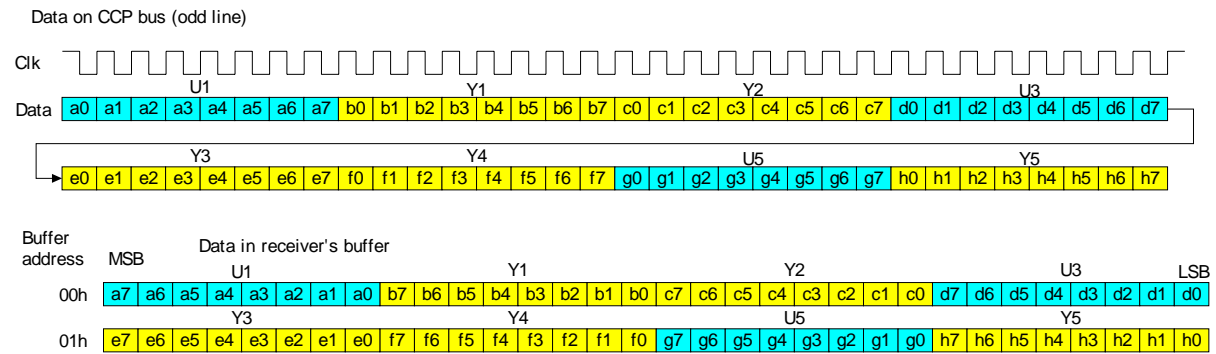 Data on CCP bus (odd line)
Clk
U1 Y1 Y2 U3
Data a0 a1 a2 a3 a4 a5 a6 a7 b0 b1 b2 b3 b4 b5 b6 b7 c0 c1 c2 c3 c4 c5 c6 c7 d0 d1 d2 d3 d4 d5 d6 d7
Y3 Y4 U5 Y5
e0 e1 e2 e3 e4 e5 e6 e7 f0 f1 f2 f3 f4 f5 f6 f7 g0 g1 g2 g3 g4 g5 g6 g7 h0 h1 h2 h3 h4 h5 h6 h7
Buffer
address MSB Data in receiver's buffer
U1 Y1 Y2 U3 LSB
00h a7 a6 a5 a4 a3 a2 a1 a0 b7 b6 b5 b4 b3 b2 b1 b0 c7 c6 c5 c4 c3 c2 c1 c0 d7 d6 d5 d4 d3 d2 d1 d0
Y3 Y4 U5 Y5
01h e7 e6 e5 e4 e3 e2 e1 e0 f7 f6 f5 f4 f3 f2 f1 f0 g7 g6 g5 g4 g3 g2 g1 g0 h7 h6 h5 h4 h3 h2 h1 h0